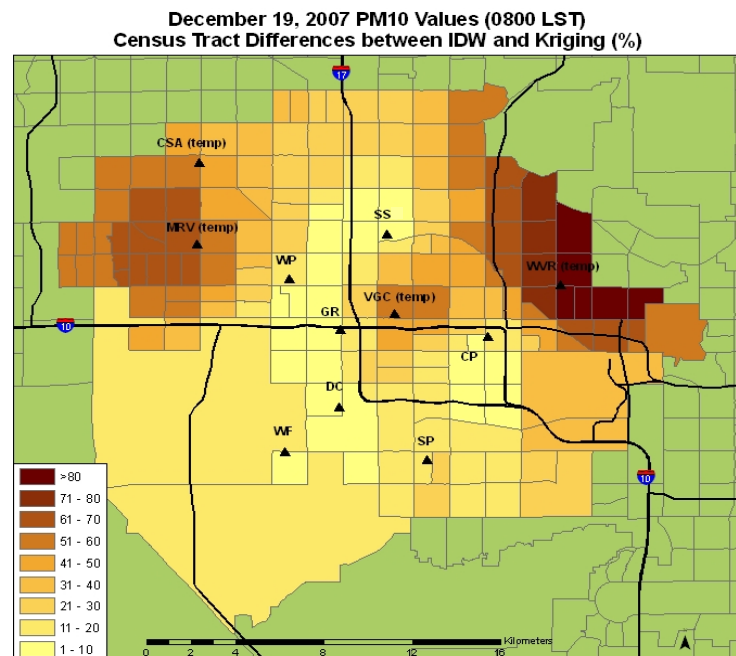 December 19, 2007 PM10 Values (0800 LST)
Census Tract Differences between IDW and Kriging (%)
17
CSA (temp)
MRV (temp)
SS
WP
WVR (temp)
VGC (temp)
GR
10
CP
DC
WF
SP
10
>80
71 - 80
61 - 70
51 - 60
41 - 50
31 - 40
21 - 30
11 - 20
1 - 10
Kilometers
0 2 4 8 12 16